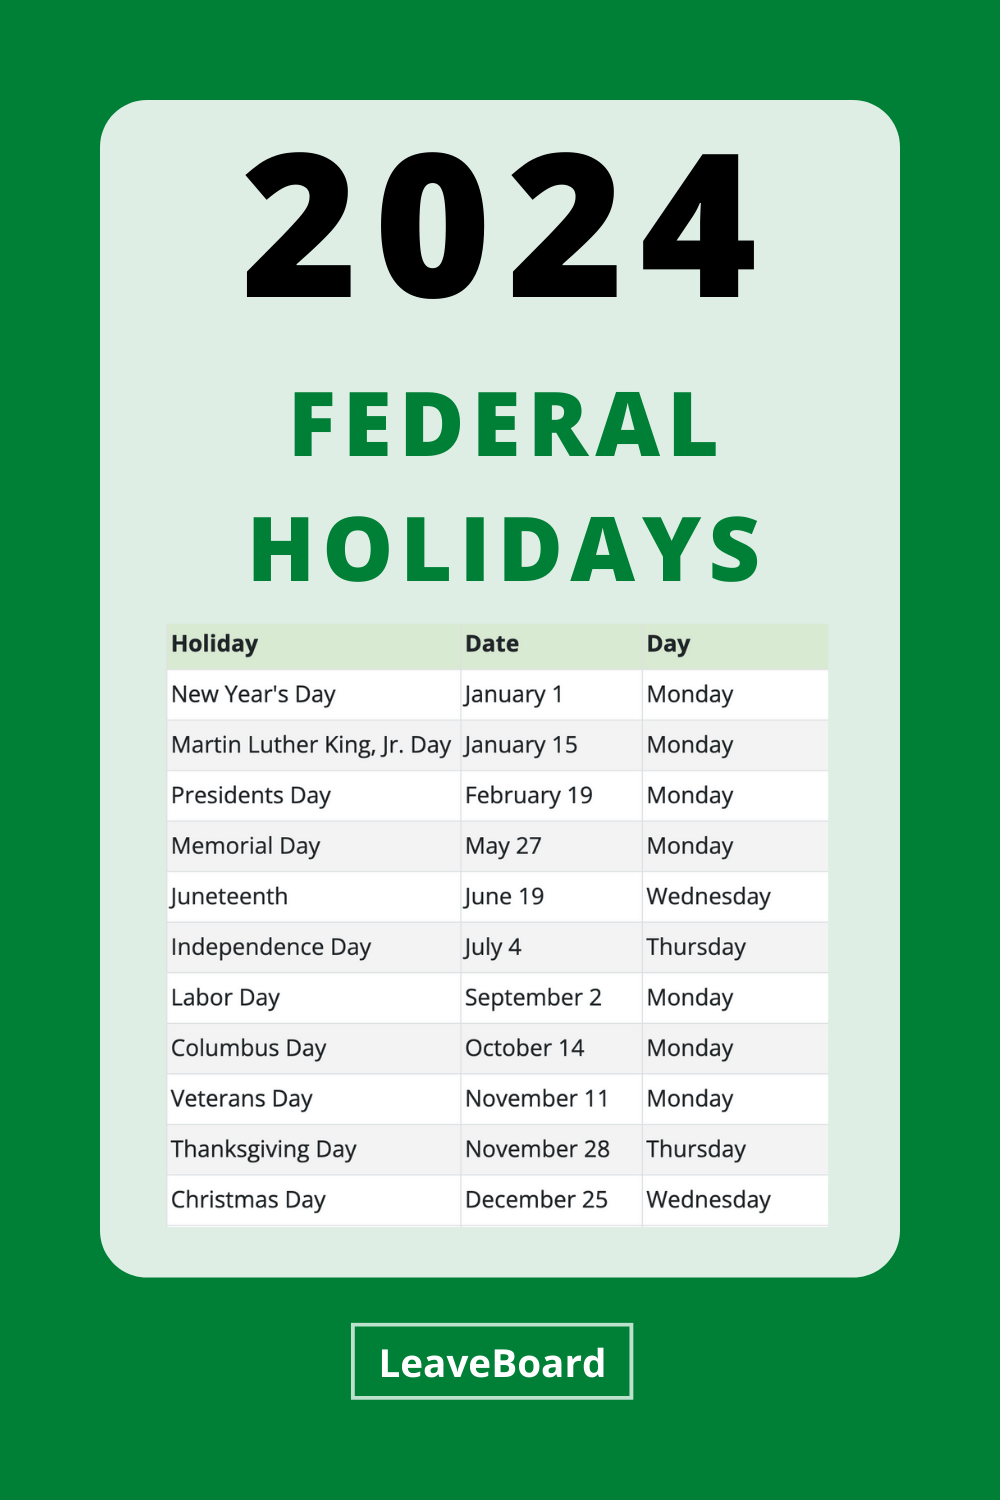 2024
FEDERAL
HOLIDAYS
Holiday Date Day
New Year's Day January 1 Monday
Martin Luther King, Jr. Day January 15 Monday
Presidents Day February 19 Monday
Memorial Day May 27 Monday
Juneteenth June 19 Wednesday
Independence Day July 4 Thursday
Labor Day September 2 Monday
Columbus Day October 14 Monday
Veterans Day November 11 Monday
Thanksgiving Day November 28 Thursday
Christmas Day December 25 Wednesday
LeaveBoard